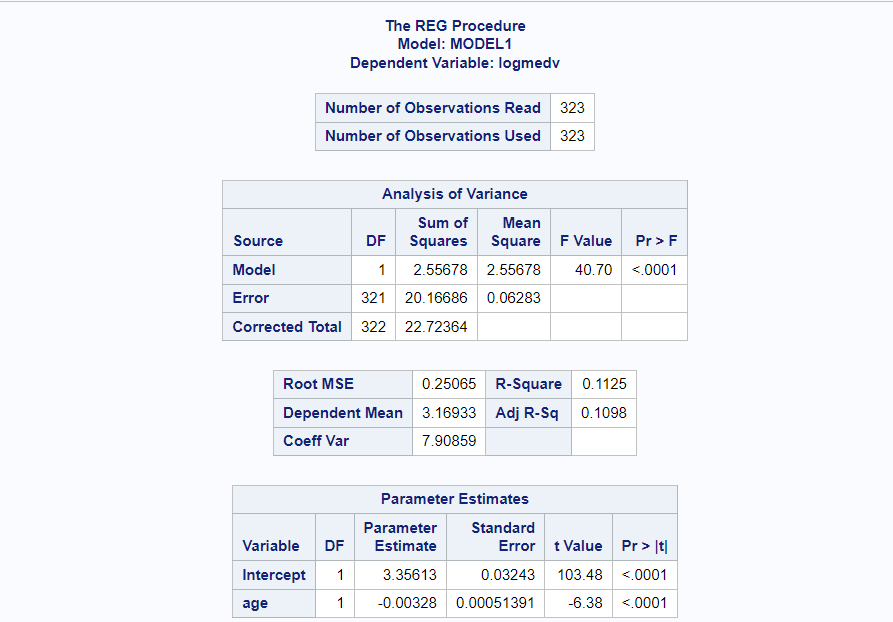 The REG Procedure
Model: MODEL1
Dependent Variable: logmedv
Number of Observations Read 323
Number of Observations Used 323
Analysis of Variance
Source DF Sum of Squares Mean Square F Value Pr > F
Model 1 2.55678 2.55678 40.70 <.0001
Error 321 20.16686 0.06283
Corrected Total 322 22.72364
Root MSE 0.25065 R-Square 0.1125
Dependent Mean 3.16933 Adj R-Sq 0.1098
Coeff Var 7.90859
Parameter Estimates
Variable DF Parameter Estimate Standard Error t Value Pr > |t|
Intercept 1 3.35613 0.03243 103.48 <.0001
age 1 -0.00328 0.00051391 -6.38 <.0001